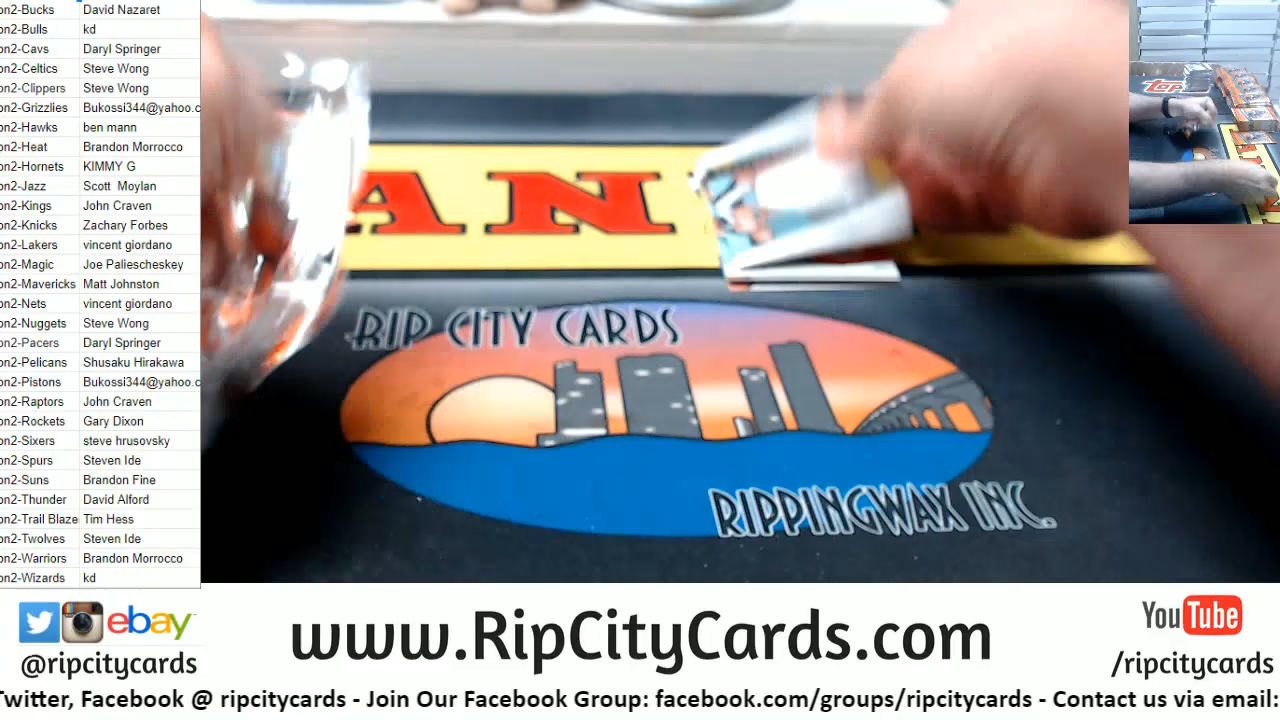 on2-Bucks David Nazaret
on2-Bulls kd
on2-Cavs Daryl Springer
on2-Celtics Steve Wong
on2-Clippers Steve Wong
on2-Grizzlies Bukossi344@yahoo.c
on2-Hawks ben mann
on2-Heat Brandon Morrocco
on2-Hornets KIMMY G
on2-Jazz Scott Moylan
on2-Kings John Craven
on2-Knicks Zachary Forbes
on2-Lakers vincent giordano
on2-Magic Joe Paliescheskey
on2-Mavericks Matt Johnston
on2-Nets vincent giordano
on2-Nuggets Steve Wong
on2-Pacers Daryl Springer
on2-Pelicans Shusaku Hirakawa
on2-Pistons Bukossi344@yahoo.c
on2-Raptors John Craven
on2-Rockets Gary Dixon
on2-Sixers steve hrusovsky
on2-Spurs Steven Ide
on2-Suns Brandon Fine
on2-Thunder David Alford
on2-Trail Blaze Tim Hess
on2-Twolves Steven Ide
on2-Warriors Brandon Morrocco
on2-Wizards kd
AN
RIP CITY CARDS
RIPPINGWAX INC.
ebay
@ripcitycards
www.RipCityCards.com
YouTube
/ripcitycards
Twitter, Facebook @ ripcitycards - Join Our Facebook Group: facebook.com/groups/ripcitycards - Contact us via email: